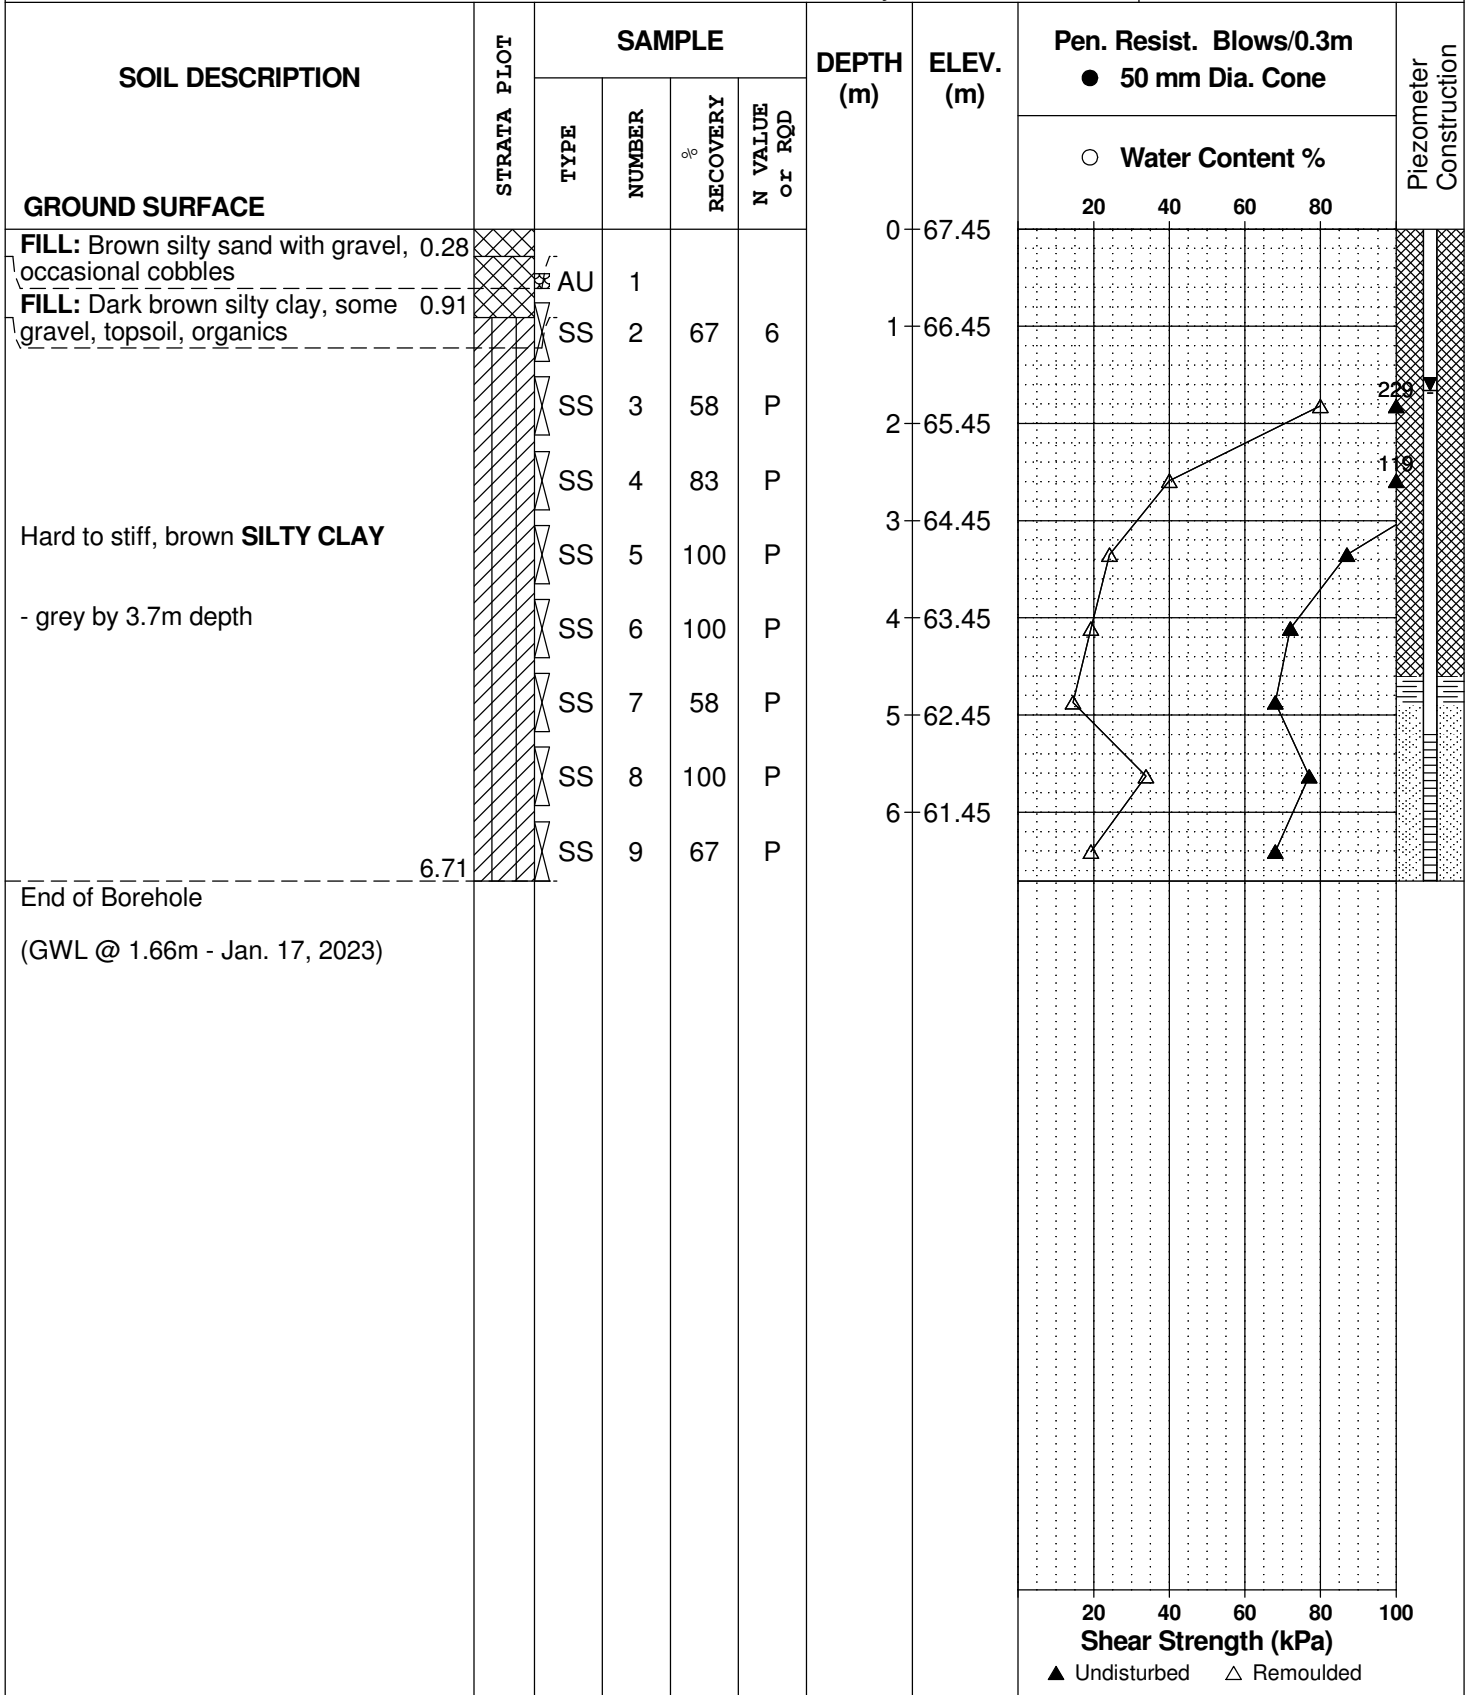 SOIL DESCRIPTION
GROUND SURFACE
STRATA PLOT
SAMPLE
TYPE
NUMBER
%
RECOVERY
N VALUE
or RQD
DEPTH
(m)
ELEV.
(m)
Pen. Resist. Blows/0.3m
● 50 mm Dia. Cone
○ Water Content %
20 40 60 80
Piezometer
Construction
FILL: Brown silty sand with gravel, 0.28
occasional cobbles
FILL: Dark brown silty clay, some 0.91
gravel, topsoil, organics
Hard to stiff, brown SILTY CLAY
- grey by 3.7m depth
6.71
End of Borehole
(GWL @ 1.66m - Jan. 17, 2023)
AU 1
SS 2 67 6
SS 3 58 P
SS 4 83 P
SS 5 100 P
SS 6 100 P
SS 7 58 P
SS 8 100 P
SS 9 67 P
0 67.45
1 66.45
2 65.45
3 64.45
4 63.45
5 62.45
6 61.45
229
119
20 40 60 80 100
Shear Strength (kPa)
▲ Undisturbed △ Remoulded